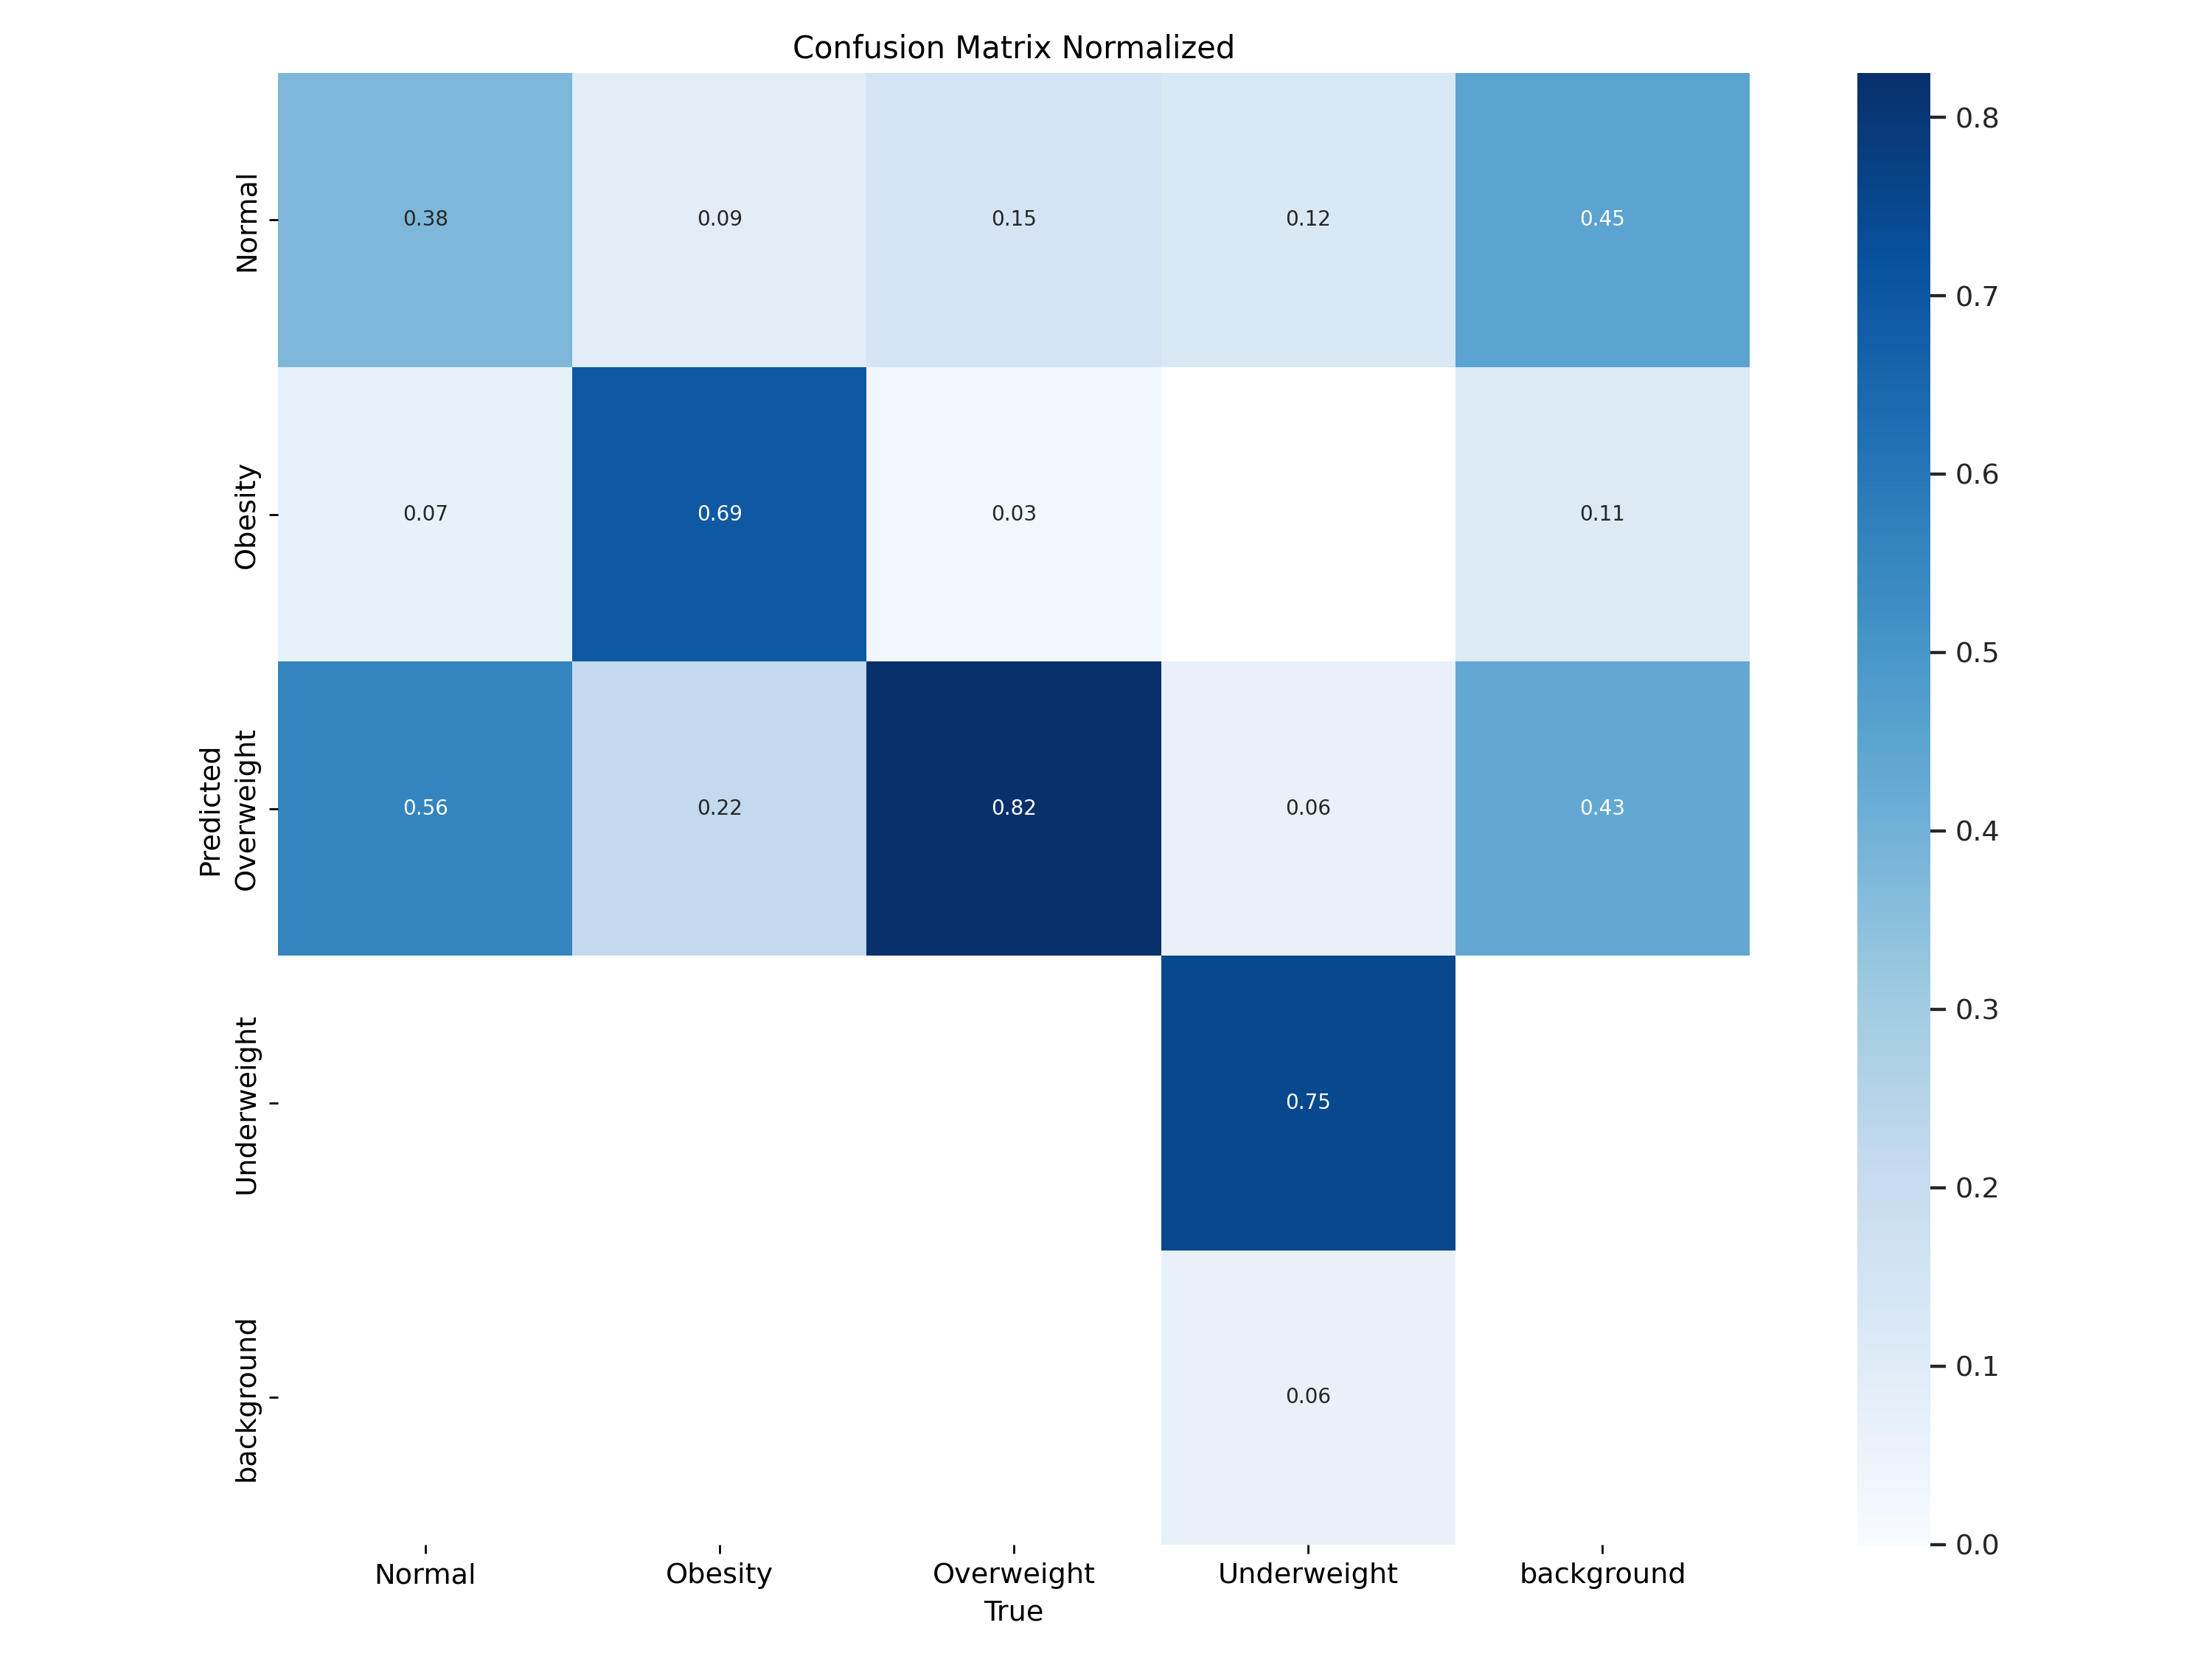 Confusion Matrix Normalized
Normal
0.38
0.09
0.15
0.12
0.45
Obesity
0.07
0.69
0.03
0.11
Predicted
Overweight
0.56
0.22
0.82
0.06
0.43
Underweight
0.75
background
0.06
Normal
Obesity
Overweight
Underweight
background
True
0.8
0.7
0.6
0.5
0.4
0.3
0.2
0.1
0.0